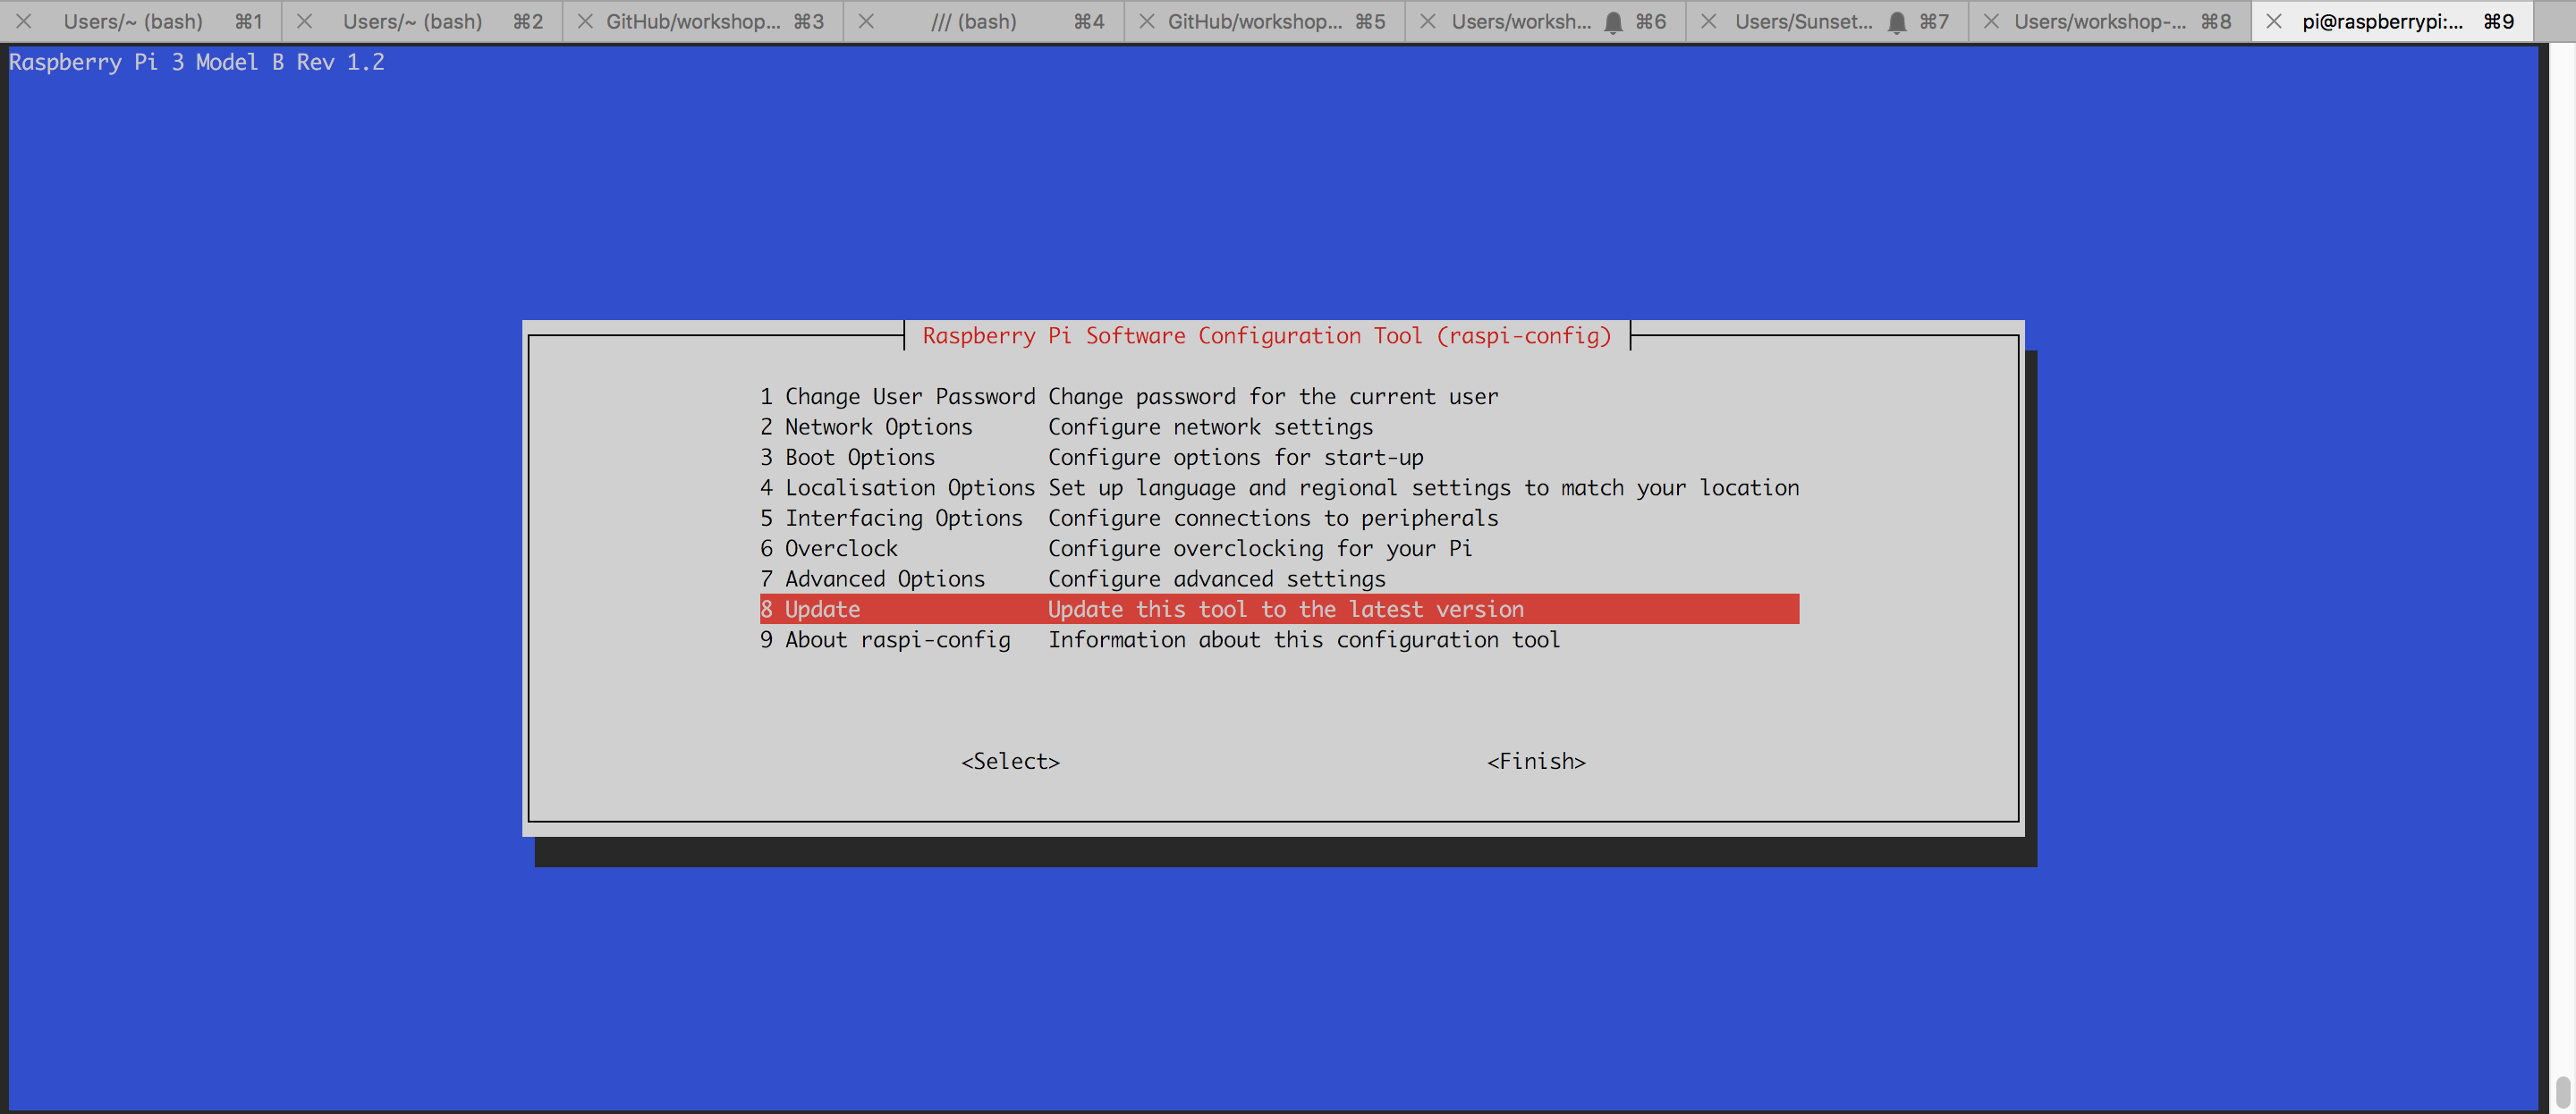 Users/~ (bash) ⌘1 Users/~ (bash) ⌘2 GitHub/workshop... ⌘3 /// (bash) ⌘4 GitHub/workshop... ⌘5 Users/worksh... ⌘6 Users/Sunset... ⌘7 Users/workshop-... ⌘8 pi@raspberrypi:... ⌘9
Raspberry Pi 3 Model B Rev 1.2
Raspberry Pi Software Configuration Tool (raspi-config)
1 Change User Password Change password for the current user
2 Network Options Configure network settings
3 Boot Options Configure options for start-up
4 Localisation Options Set up language and regional settings to match your location
5 Interfacing Options Configure connections to peripherals
6 Overclock Configure overclocking for your Pi
7 Advanced Options Configure advanced settings
8 Update Update this tool to the latest version
9 About raspi-config Information about this configuration tool
<Select> <Finish>